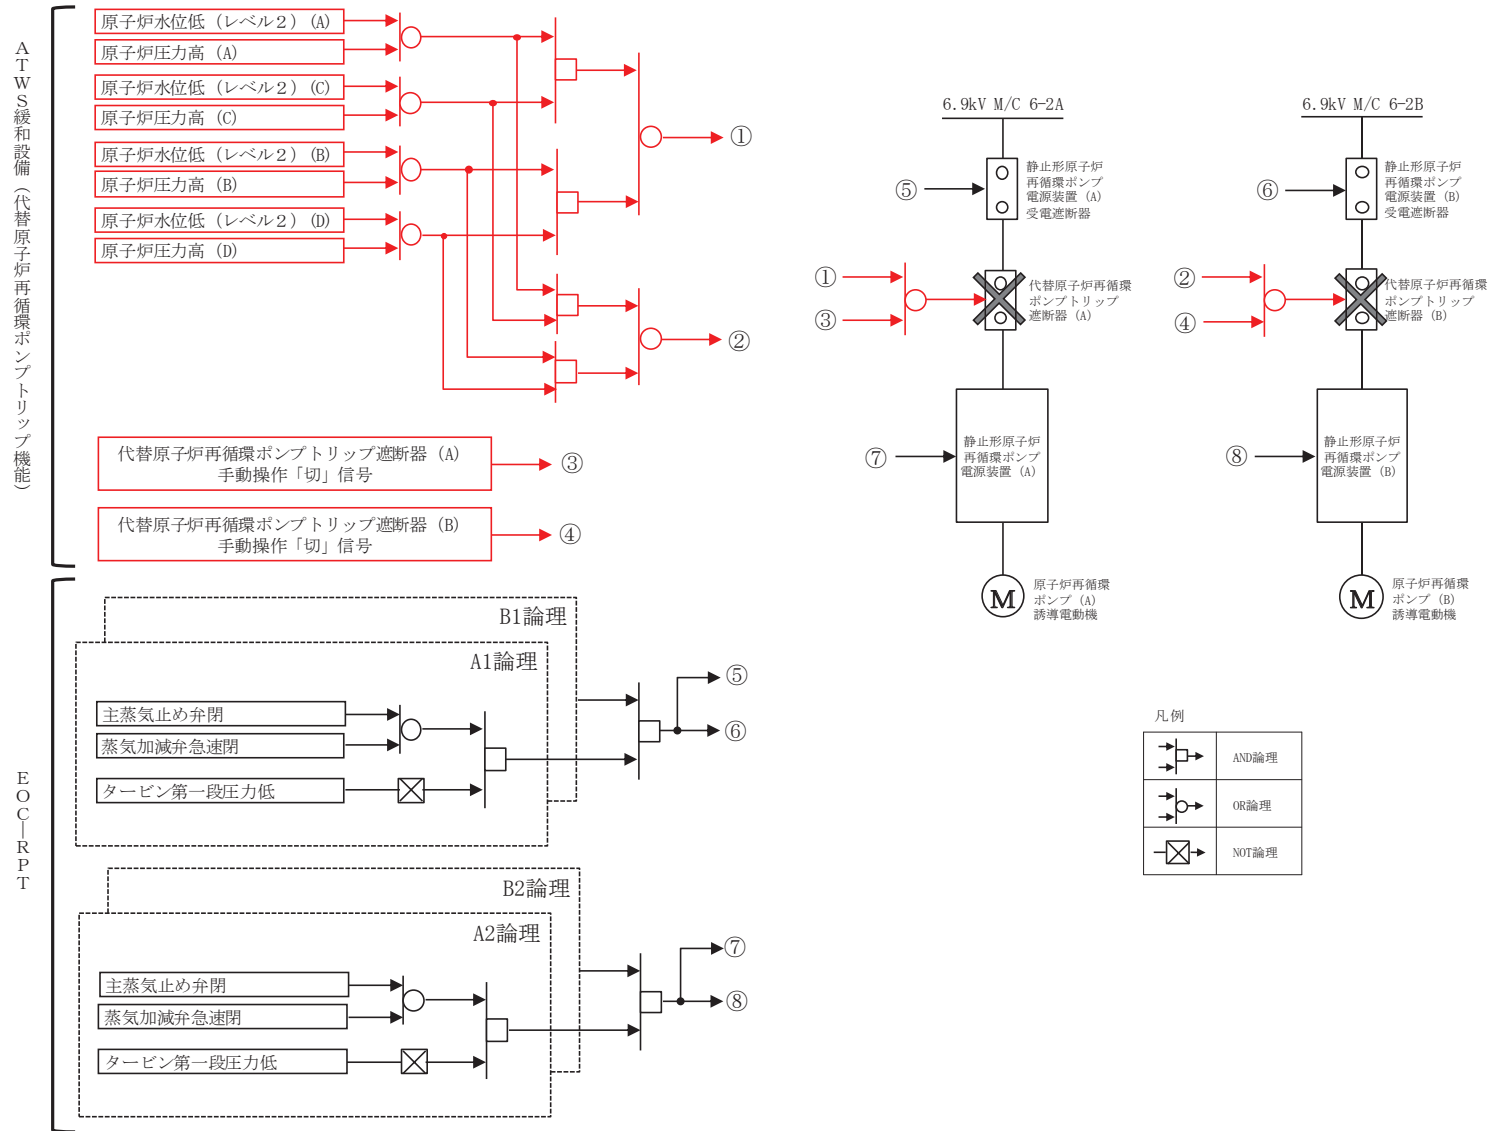 ATWS緩和設備（代替原子炉再循環ポンプトリップ機能）
原子炉水位低（レベル２）(A)
原子炉圧力高（A）
原子炉水位低（レベル２）(C)
原子炉圧力高（C）
原子炉水位低（レベル２）(B)
原子炉圧力高（B）
原子炉水位低（レベル２）(D)
原子炉圧力高（D）
①
②
代替原子炉再循環ポンプトリップ遮断器（A）
手動操作「切」信号
③
代替原子炉再循環ポンプトリップ遮断器（B）
手動操作「切」信号
④
EOC―RPT
B1論理
A1論理
主蒸気止め弁閉
蒸気加減弁急速閉
タービン第一段圧力低
⑤
⑥
B2論理
A2論理
主蒸気止め弁閉
蒸気加減弁急速閉
タービン第一段圧力低
⑦
⑧
6.9kV M/C 6-2A
⑤
静止形原子炉
再循環ポンプ
電源装置（A）
受電遮断器
①
③
代替原子炉再循環
ポンプトリップ
遮断器（A）
⑦
静止形原子炉
再循環ポンプ
電源装置（A）
M
原子炉再循環
ポンプ（A）
誘導電動機
6.9kV M/C 6-2B
⑥
静止形原子炉
再循環ポンプ
電源装置（B）
受電遮断器
②
④
代替原子炉再循環
ポンプトリップ
遮断器（B）
⑧
静止形原子炉
再循環ポンプ
電源装置（B）
M
原子炉再循環
ポンプ（B）
誘導電動機
凡例
AND論理
OR論理
NOT論理